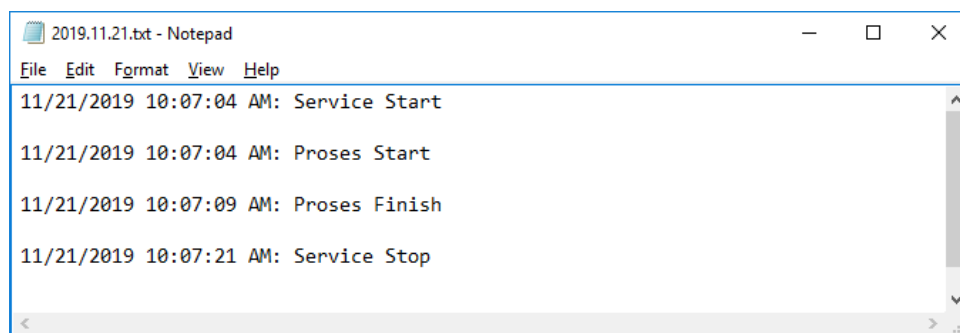 2019.11.21.txt - Notepad
File Edit Format View Help
11/21/2019 10:07:04 AM: Service Start
11/21/2019 10:07:04 AM: Proses Start
11/21/2019 10:07:09 AM: Proses Finish
11/21/2019 10:07:21 AM: Service Stop